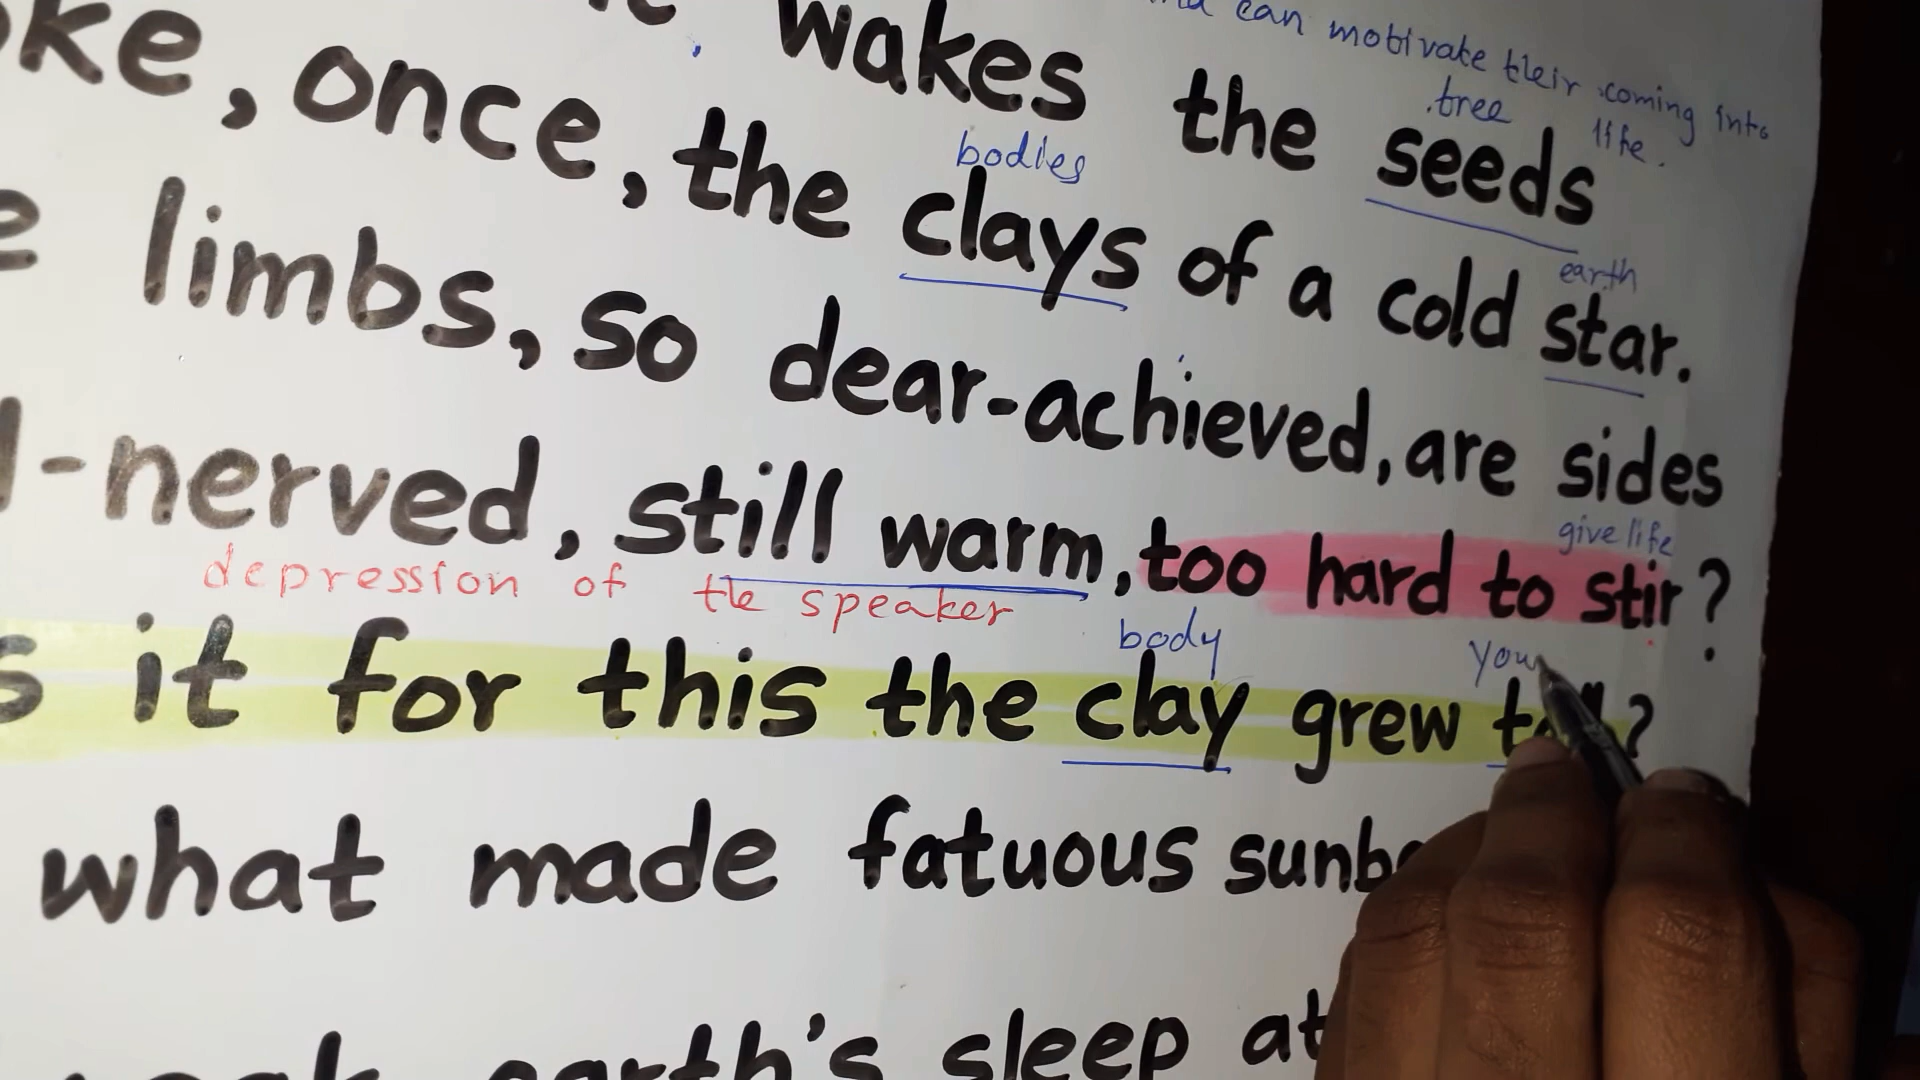 can motivate their coming into
tree life.
wakes the seeds
bodies
oke, once, the clays of a cold star.
earth
limbs, so dear-achieved, are sides
-nerved, still warm, too hard to stir?
give life
depression of the speaker
body you
s it for this the clay grew ?
what made fatuous sunb
earth's sleep at